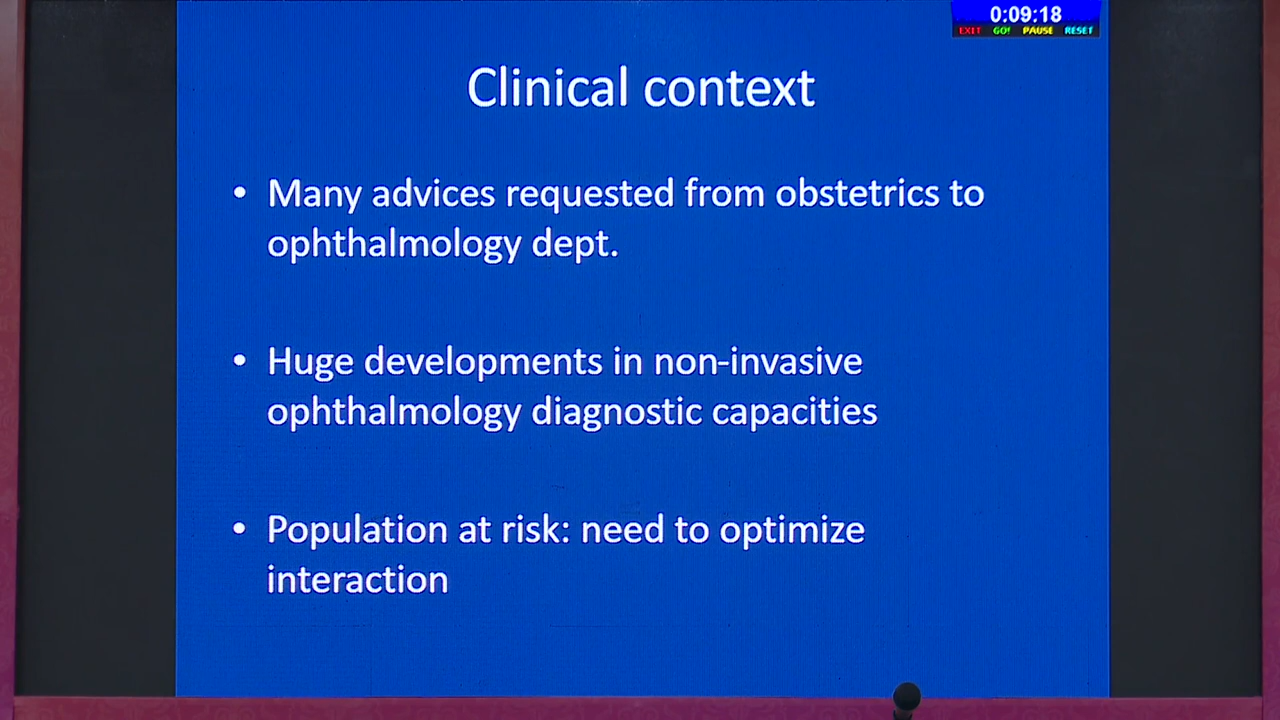 0:09:18
EXIT GO! PAUSE RESET
Clinical context
• Many advices requested from obstetrics to
ophthalmology dept.
• Huge developments in non-invasive
ophthalmology diagnostic capacities
• Population at risk: need to optimize
interaction